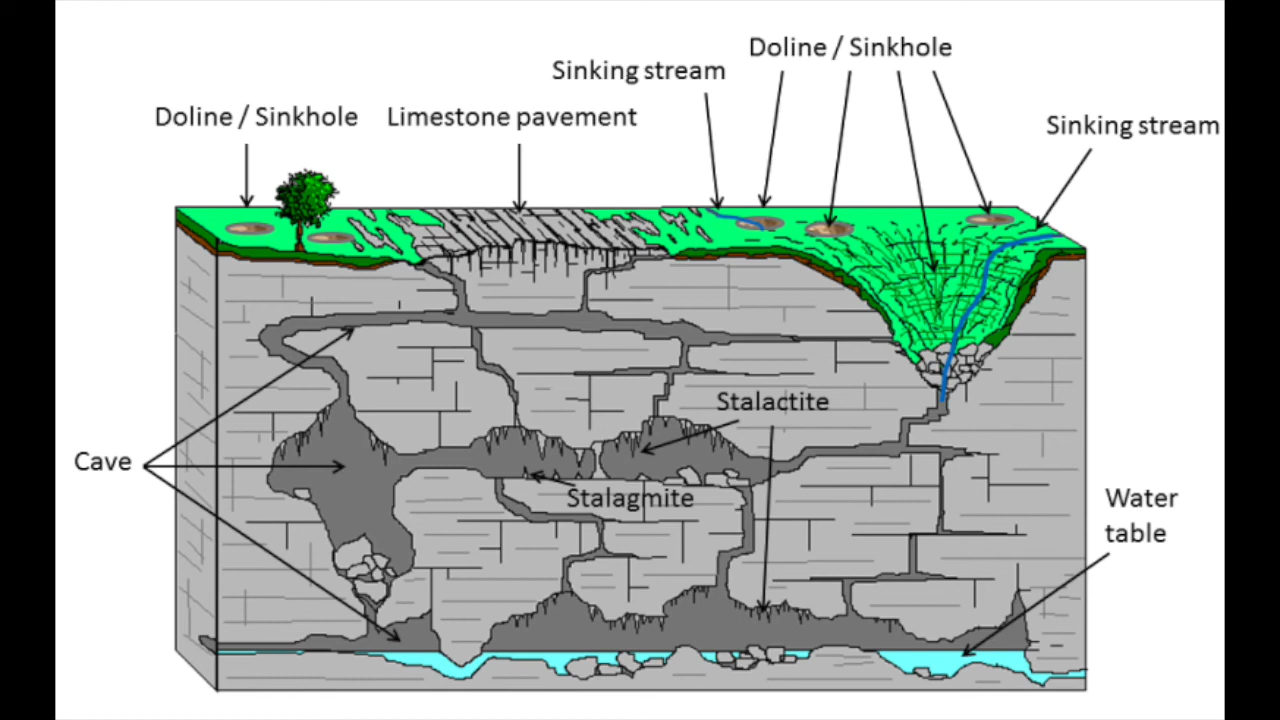 Doline / Sinkhole
Sinking stream
Doline / Sinkhole
Limestone pavement
Sinking stream
Stalactite
Cave
Stalagmite
Water
table